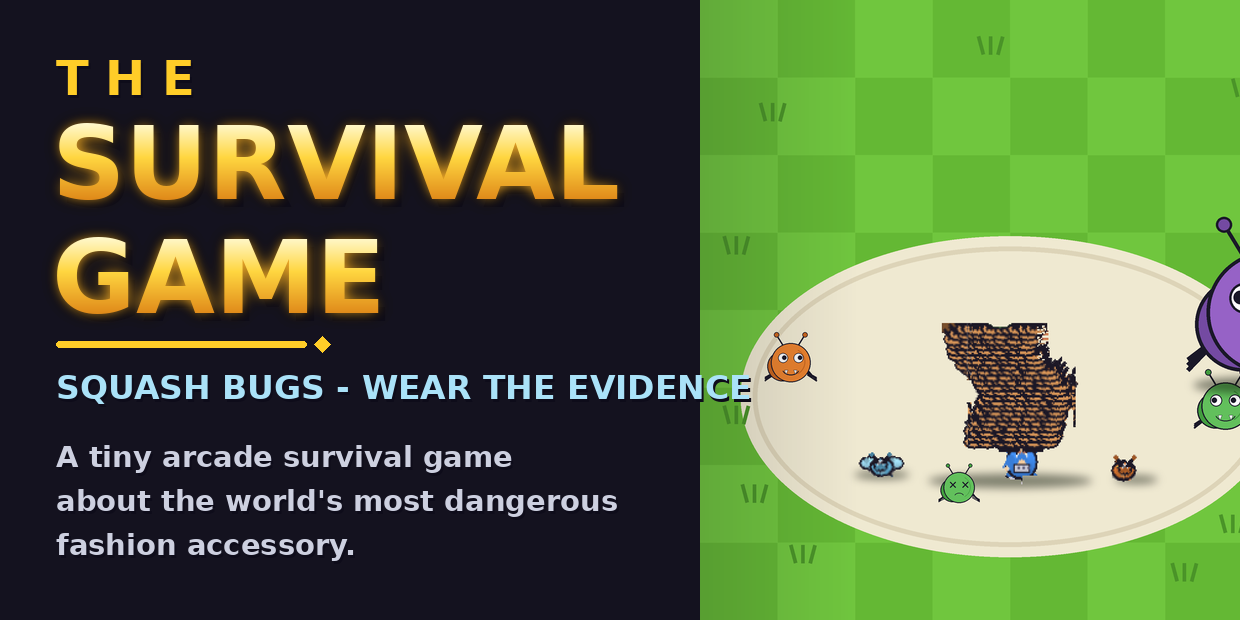 THE
SURVIVAL
GAME
SQUASH BUGS - WEAR THE EVIDENCE
A tiny arcade survival game
about the world's most dangerous
fashion accessory.